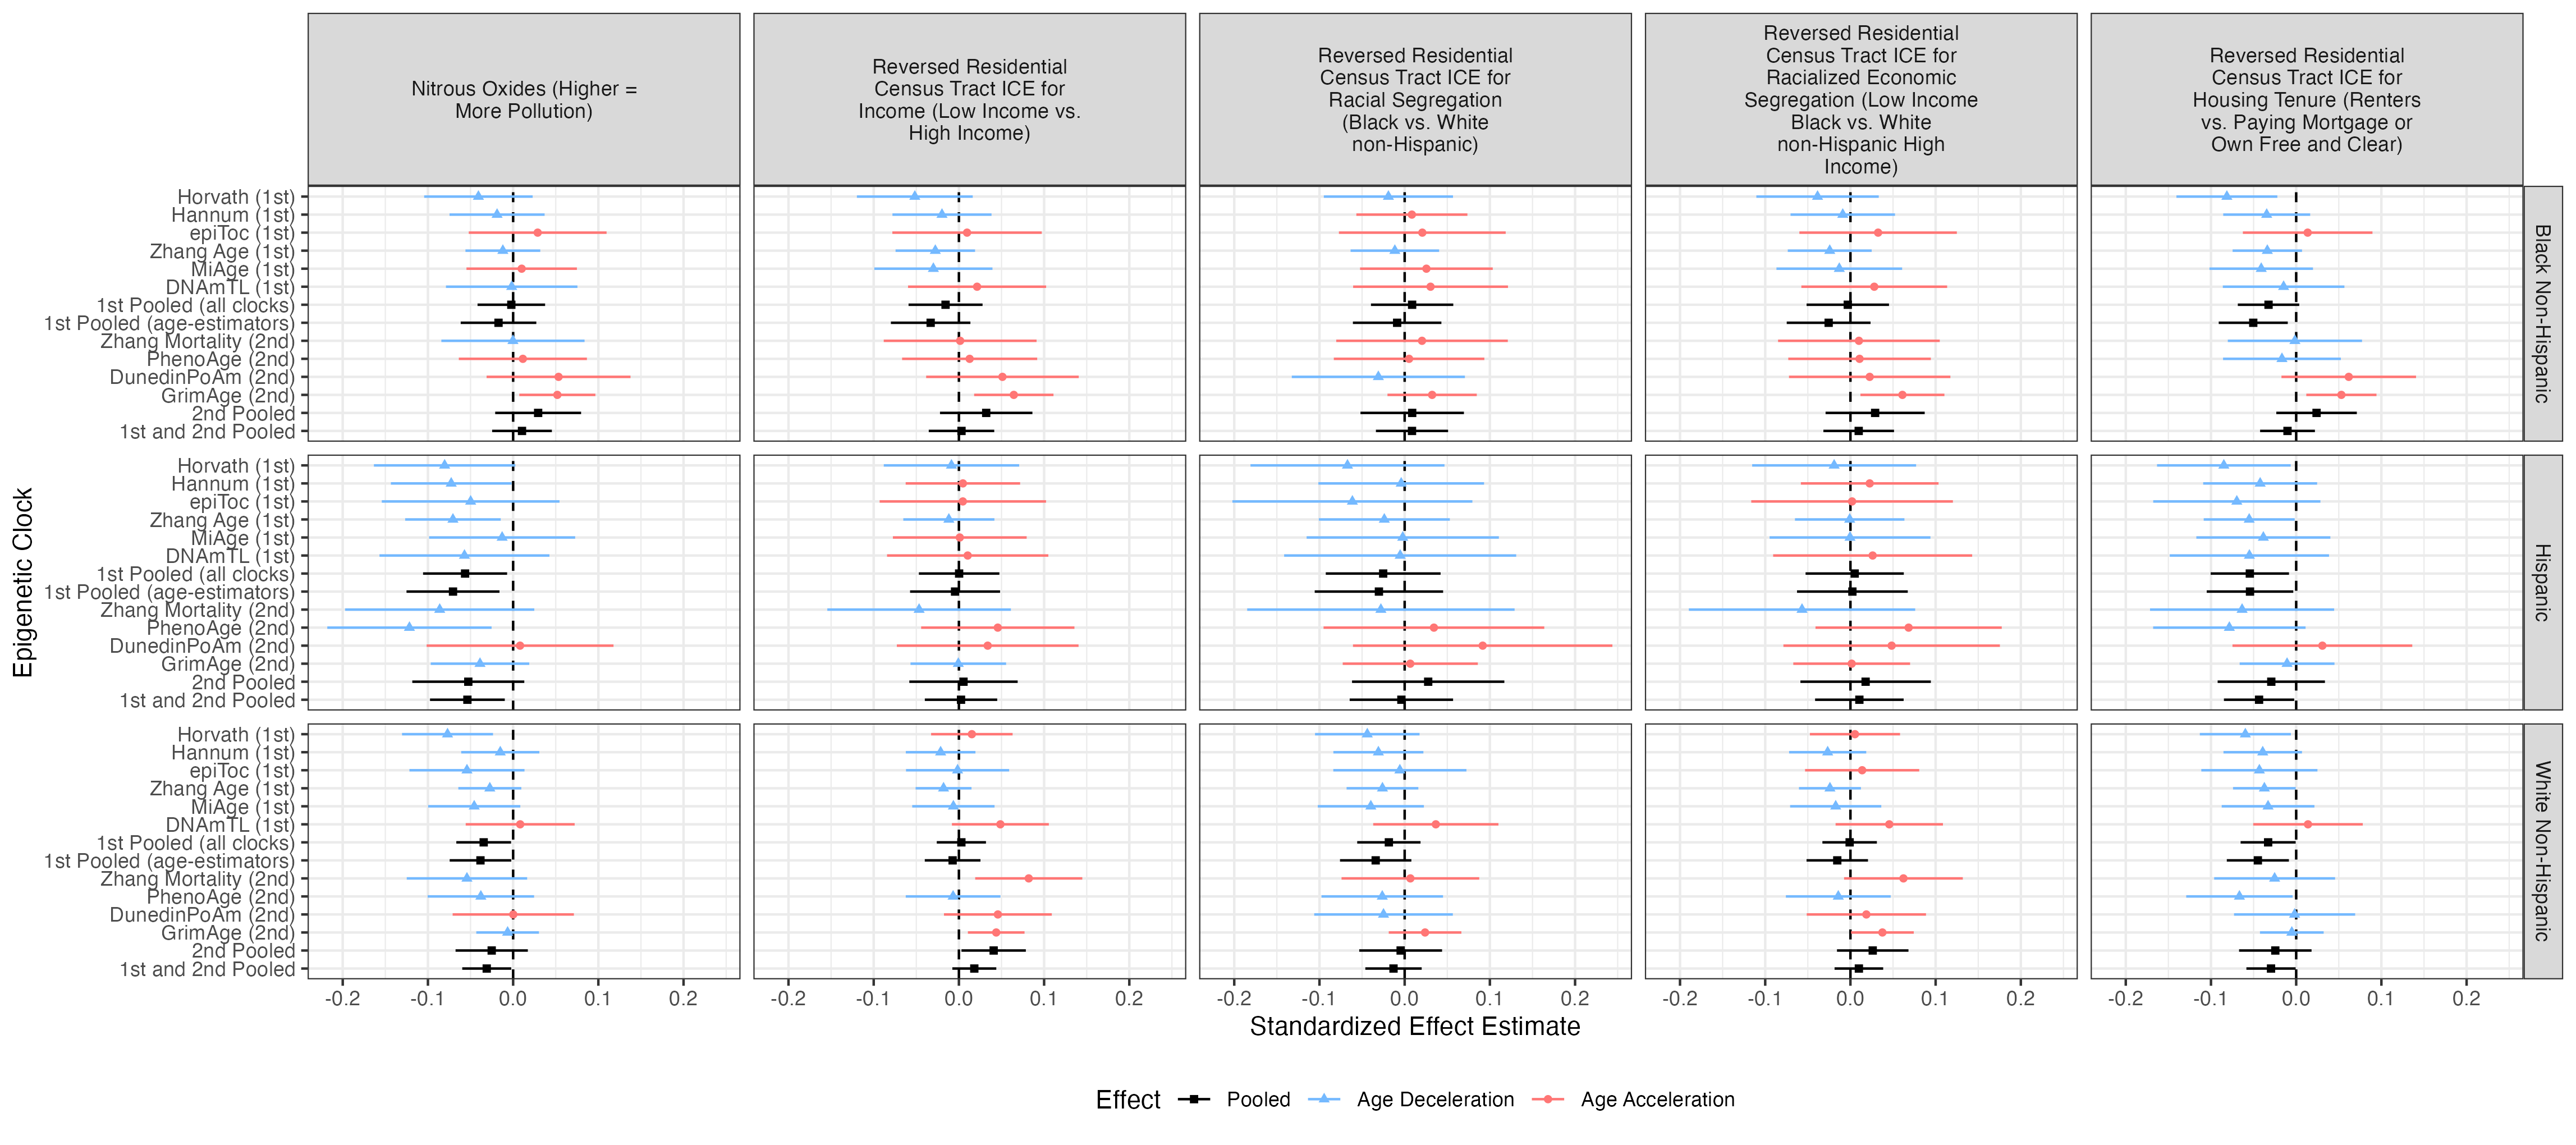 Nitrous Oxides (Higher =
More Pollution)
Reversed Residential
Census Tract ICE for
Income (Low Income vs.
High Income)
Reversed Residential
Census Tract ICE for
Racial Segregation
(Black vs. White
non-Hispanic)
Reversed Residential
Census Tract ICE for
Racialized Economic
Segregation (Low Income
Black vs. White
non-Hispanic High
Income)
Reversed Residential
Census Tract ICE for
Housing Tenure (Renters
vs. Paying Mortgage or
Own Free and Clear)
Epigenetic Clock
Horvath (1st)
Hannum (1st)
epiToc (1st)
Zhang Age (1st)
MiAge (1st)
DNAmTL (1st)
1st Pooled (all clocks)
1st Pooled (age-estimators)
Zhang Mortality (2nd)
PhenoAge (2nd)
DunedinPoAm (2nd)
GrimAge (2nd)
2nd Pooled
1st and 2nd Pooled
Black Non-Hispanic
Horvath (1st)
Hannum (1st)
epiToc (1st)
Zhang Age (1st)
MiAge (1st)
DNAmTL (1st)
1st Pooled (all clocks)
1st Pooled (age-estimators)
Zhang Mortality (2nd)
PhenoAge (2nd)
DunedinPoAm (2nd)
GrimAge (2nd)
2nd Pooled
1st and 2nd Pooled
Hispanic
Horvath (1st)
Hannum (1st)
epiToc (1st)
Zhang Age (1st)
MiAge (1st)
DNAmTL (1st)
1st Pooled (all clocks)
1st Pooled (age-estimators)
Zhang Mortality (2nd)
PhenoAge (2nd)
DunedinPoAm (2nd)
GrimAge (2nd)
2nd Pooled
1st and 2nd Pooled
White Non-Hispanic
-0.2 -0.1 0.0 0.1 0.2
-0.2 -0.1 0.0 0.1 0.2
-0.2 -0.1 0.0 0.1 0.2
-0.2 -0.1 0.0 0.1 0.2
-0.2 -0.1 0.0 0.1 0.2
Standardized Effect Estimate
Effect Pooled Age Deceleration Age Acceleration